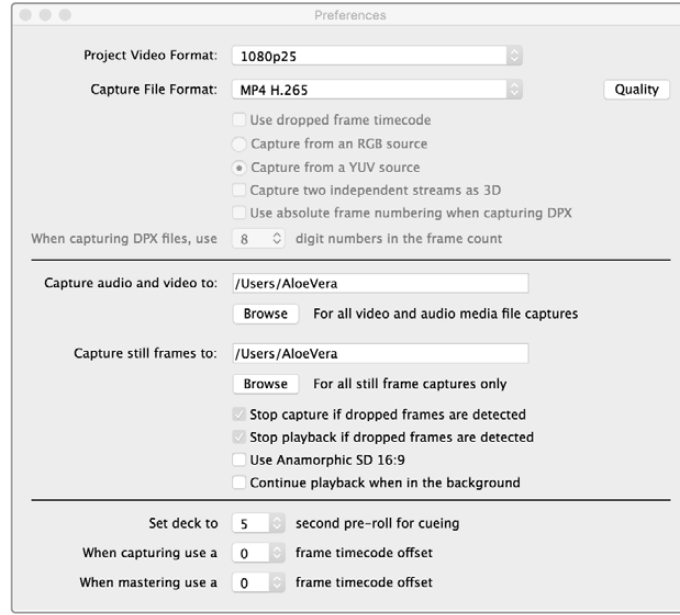 Preferences
Project Video Format: 1080p25
Capture File Format: MP4 H.265 Quality
Use dropped frame timecode
Capture from an RGB source
Capture from a YUV source
Capture two independent streams as 3D
Use absolute frame numbering when capturing DPX
When capturing DPX files, use 8 digit numbers in the frame count
Capture audio and video to: /Users/AloeVera
Browse For all video and audio media file captures
Capture still frames to: /Users/AloeVera
Browse For all still frame captures only
Stop capture if dropped frames are detected
Stop playback if dropped frames are detected
Use Anamorphic SD 16:9
Continue playback when in the background
Set deck to 5 second pre-roll for cueing
When capturing use a 0 frame timecode offset
When mastering use a 0 frame timecode offset